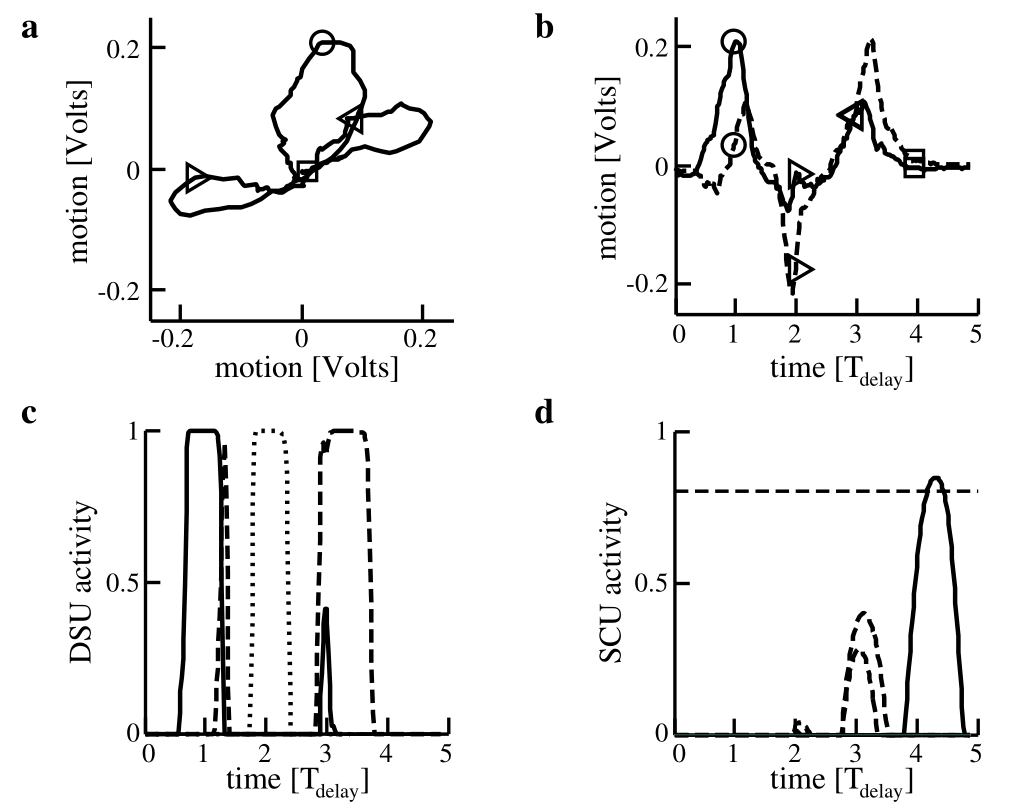 a
motion [Volts]
0.2
0
-0.2
-0.2 0 0.2
motion [Volts]
b
motion [Volts]
0.2
0
-0.2
0 1 2 3 4 5
time [Tdelay]
c
DSU activity
1
0.5
0
0 1 2 3 4 5
time [Tdelay]
d
SCU activity
1
0.5
0
0 1 2 3 4 5
time [Tdelay]